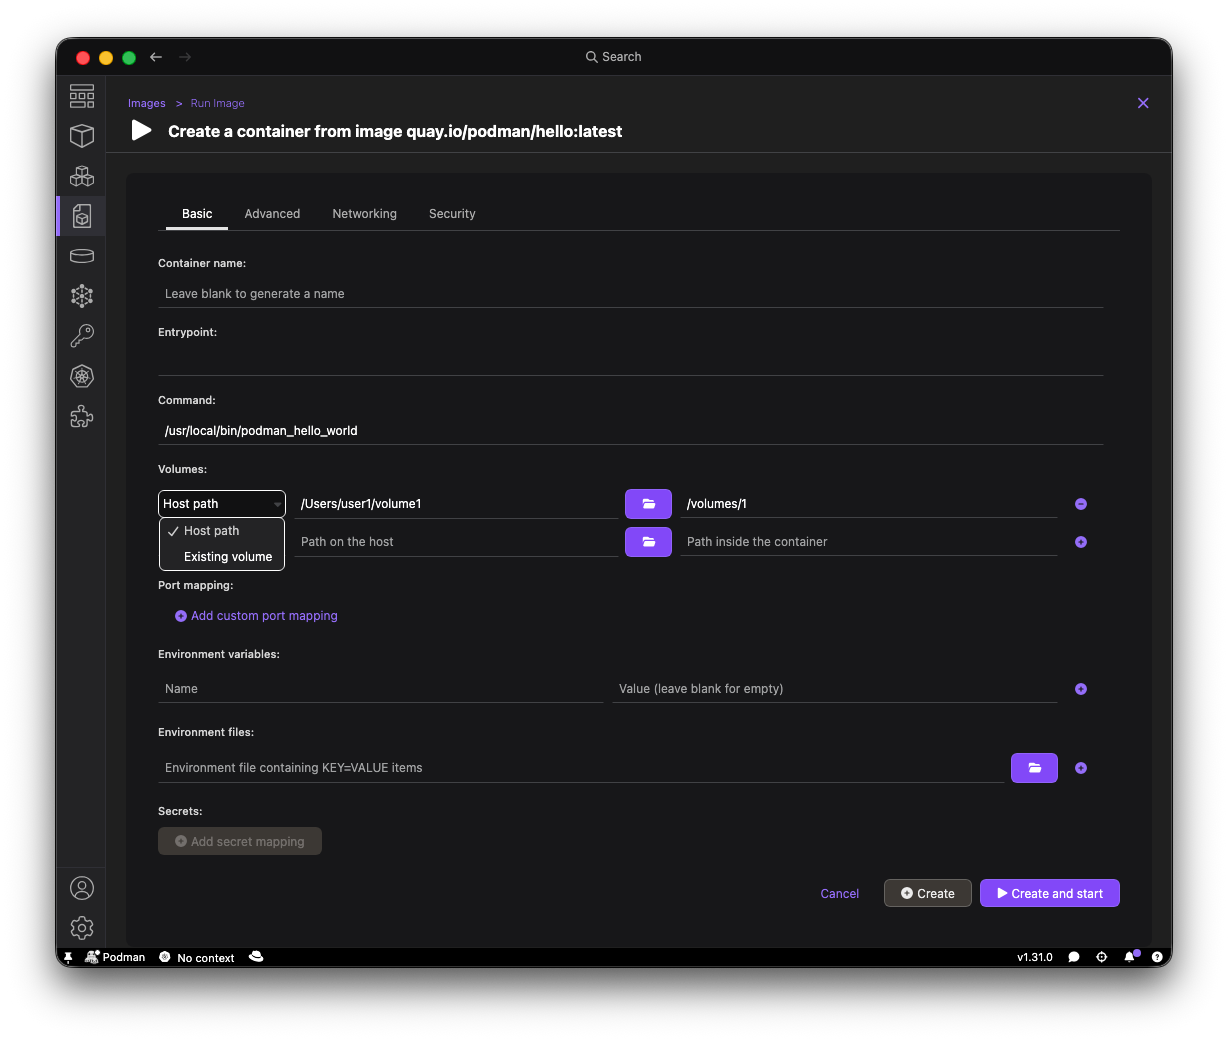 Search
Images > Run Image
Create a container from image quay.io/podman/hello:latest
Basic Advanced Networking Security
Container name:
Leave blank to generate a name
Entrypoint:
Command:
/usr/local/bin/podman_hello_world
Volumes:
Host path /Users/user1/volume1 /volumes/1
Host path
Path on the host Path inside the container
Existing volume
Port mapping:
Add custom port mapping
Environment variables:
Name Value (leave blank for empty)
Environment files:
Environment file containing KEY=VALUE items
Secrets:
Add secret mapping
Cancel Create Create and start
Podman No context v1.31.0